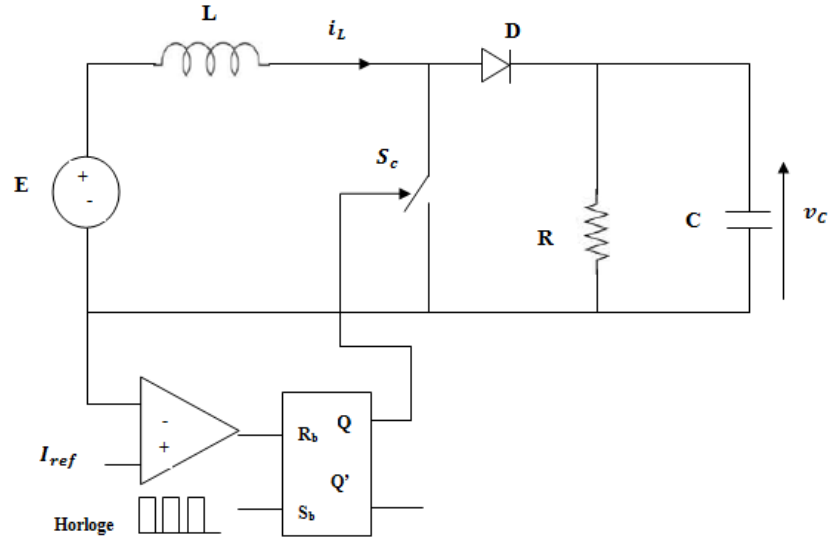 L
i_L
D
E
+
-
S_c
R
C
v_C
I_ref
-
+
R_b
Q
Q'
S_b
Horloge